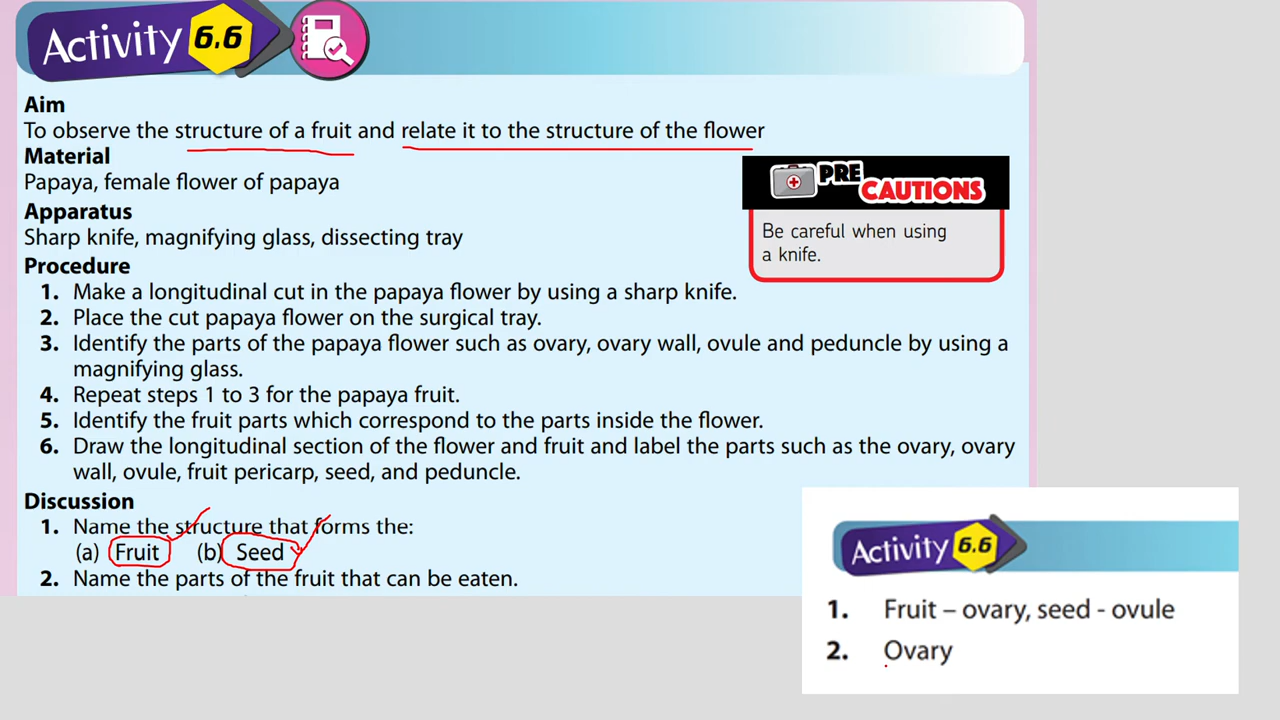 Activity 6.6
Aim
To observe the structure of a fruit and relate it to the structure of the flower
Material
Papaya, female flower of papaya
Apparatus
Sharp knife, magnifying glass, dissecting tray
PRE
CAUTIONS
Be careful when using
a knife.
Procedure
1. Make a longitudinal cut in the papaya flower by using a sharp knife.
2. Place the cut papaya flower on the surgical tray.
3. Identify the parts of the papaya flower such as ovary, ovary wall, ovule and peduncle by using a
magnifying glass.
4. Repeat steps 1 to 3 for the papaya fruit.
5. Identify the fruit parts which correspond to the parts inside the flower.
6. Draw the longitudinal section of the flower and fruit and label the parts such as the ovary, ovary
wall, ovule, fruit pericarp, seed, and peduncle.
Discussion
1. Name the structure that forms the:
(a) Fruit (b) Seed
2. Name the parts of the fruit that can be eaten.
Activity 6.6
1. Fruit – ovary, seed - ovule
2. Ovary